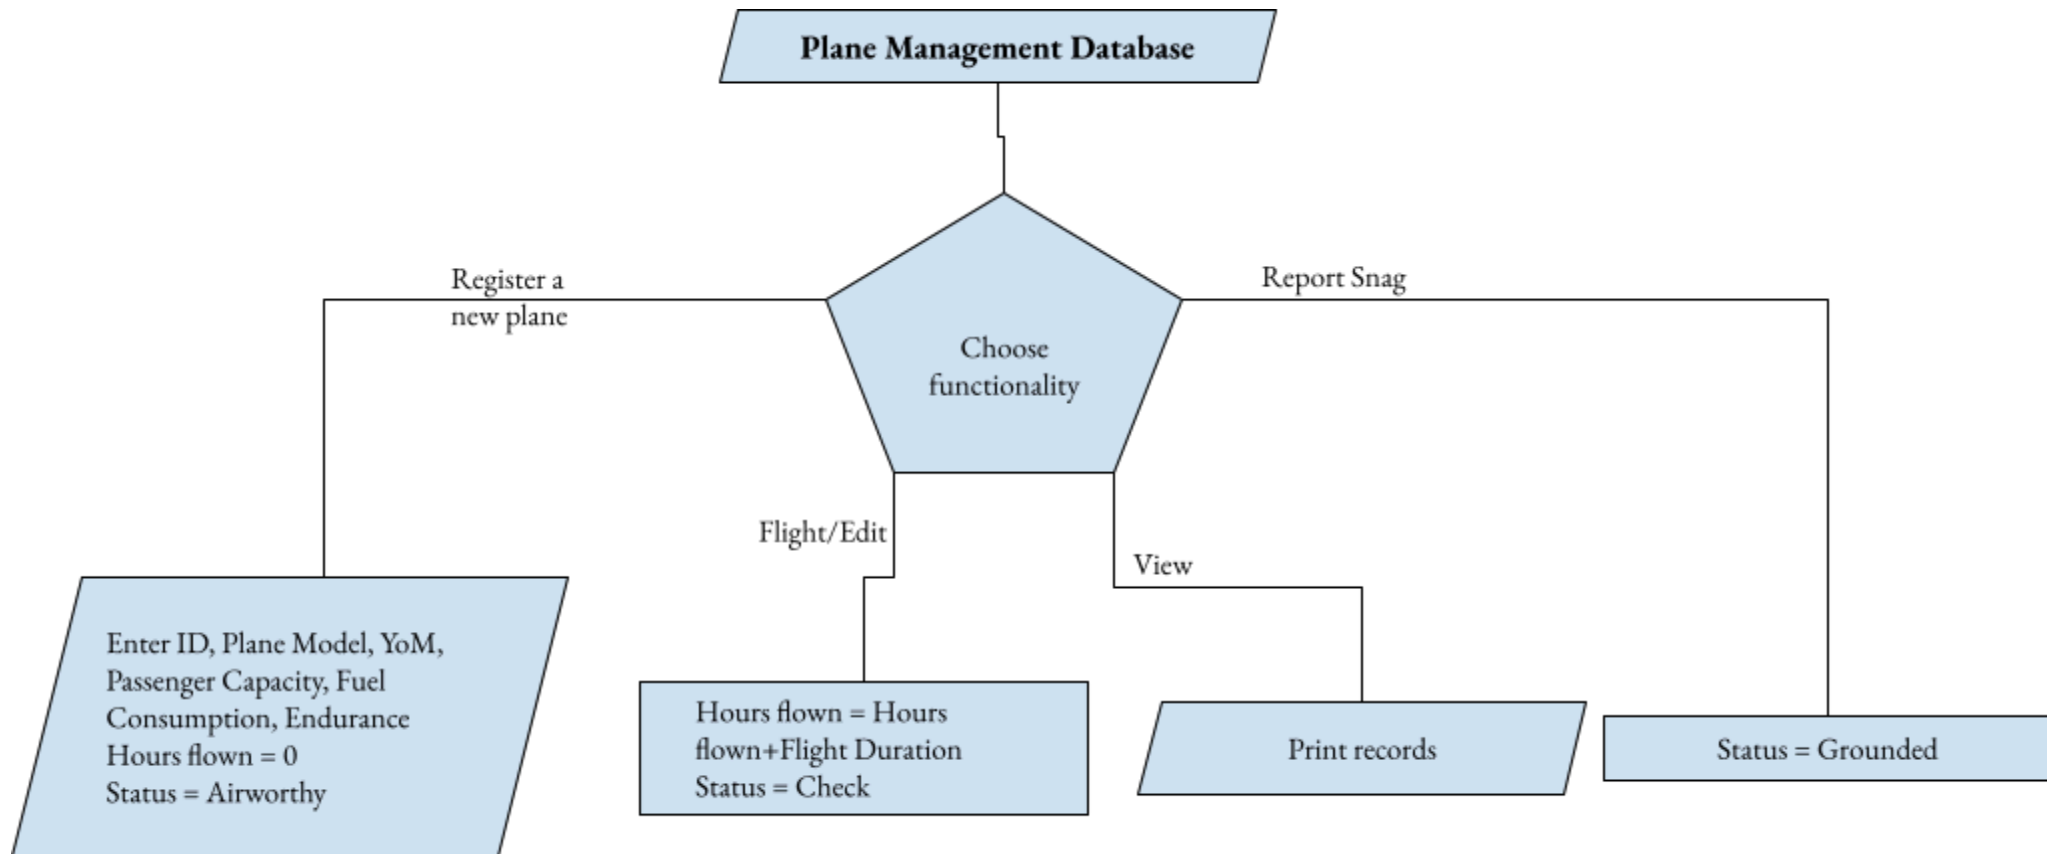 Plane Management Database
Register a
new plane
Report Snag
Choose
functionality
Flight/Edit
View
Enter ID, Plane Model, YoM,
Passenger Capacity, Fuel
Consumption, Endurance
Hours flown = 0
Status = Airworthy
Hours flown = Hours
flown+Flight Duration
Status = Check
Print records
Status = Grounded